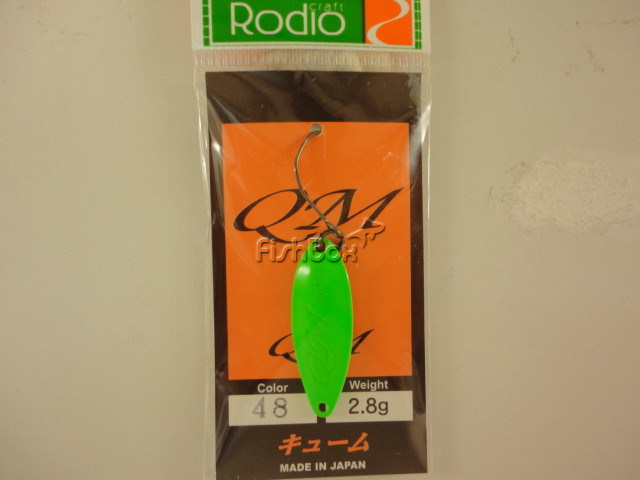 craft
Rodio
QM
FishBox
QM
Color Weight
48 2.8g
キューム
MADE IN JAPAN